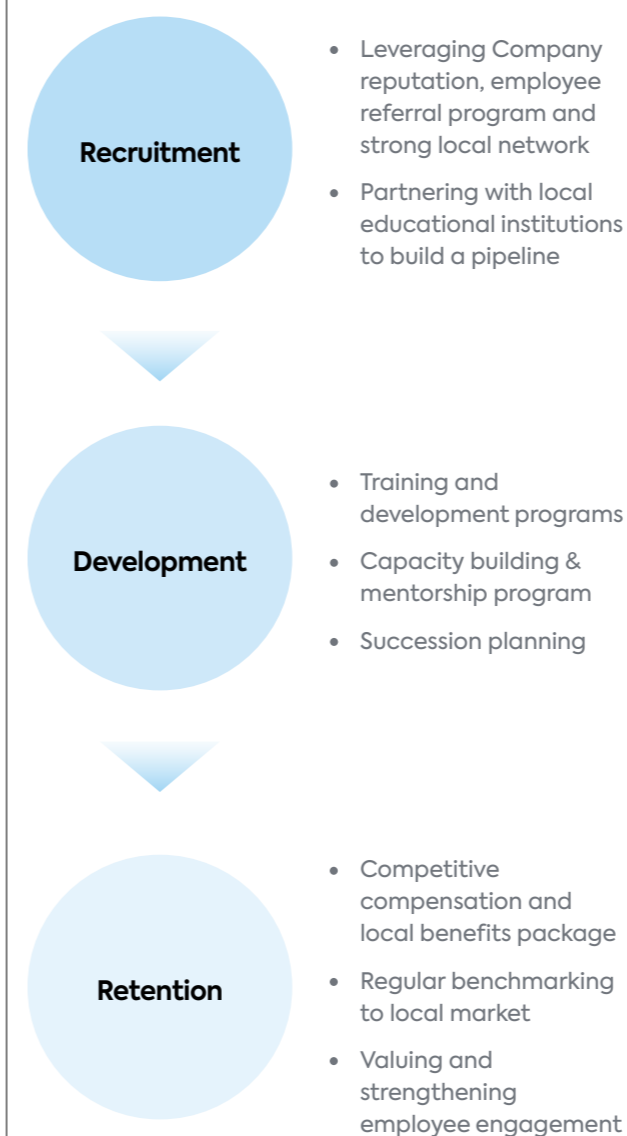 Recruitment
• Leveraging Company
reputation, employee
referral program and
strong local network
• Partnering with local
educational institutions
to build a pipeline
Development
• Training and
development programs
• Capacity building &
mentorship program
• Succession planning
Retention
• Competitive
compensation and
local benefits package
• Regular benchmarking
to local market
• Valuing and
strengthening
employee engagement